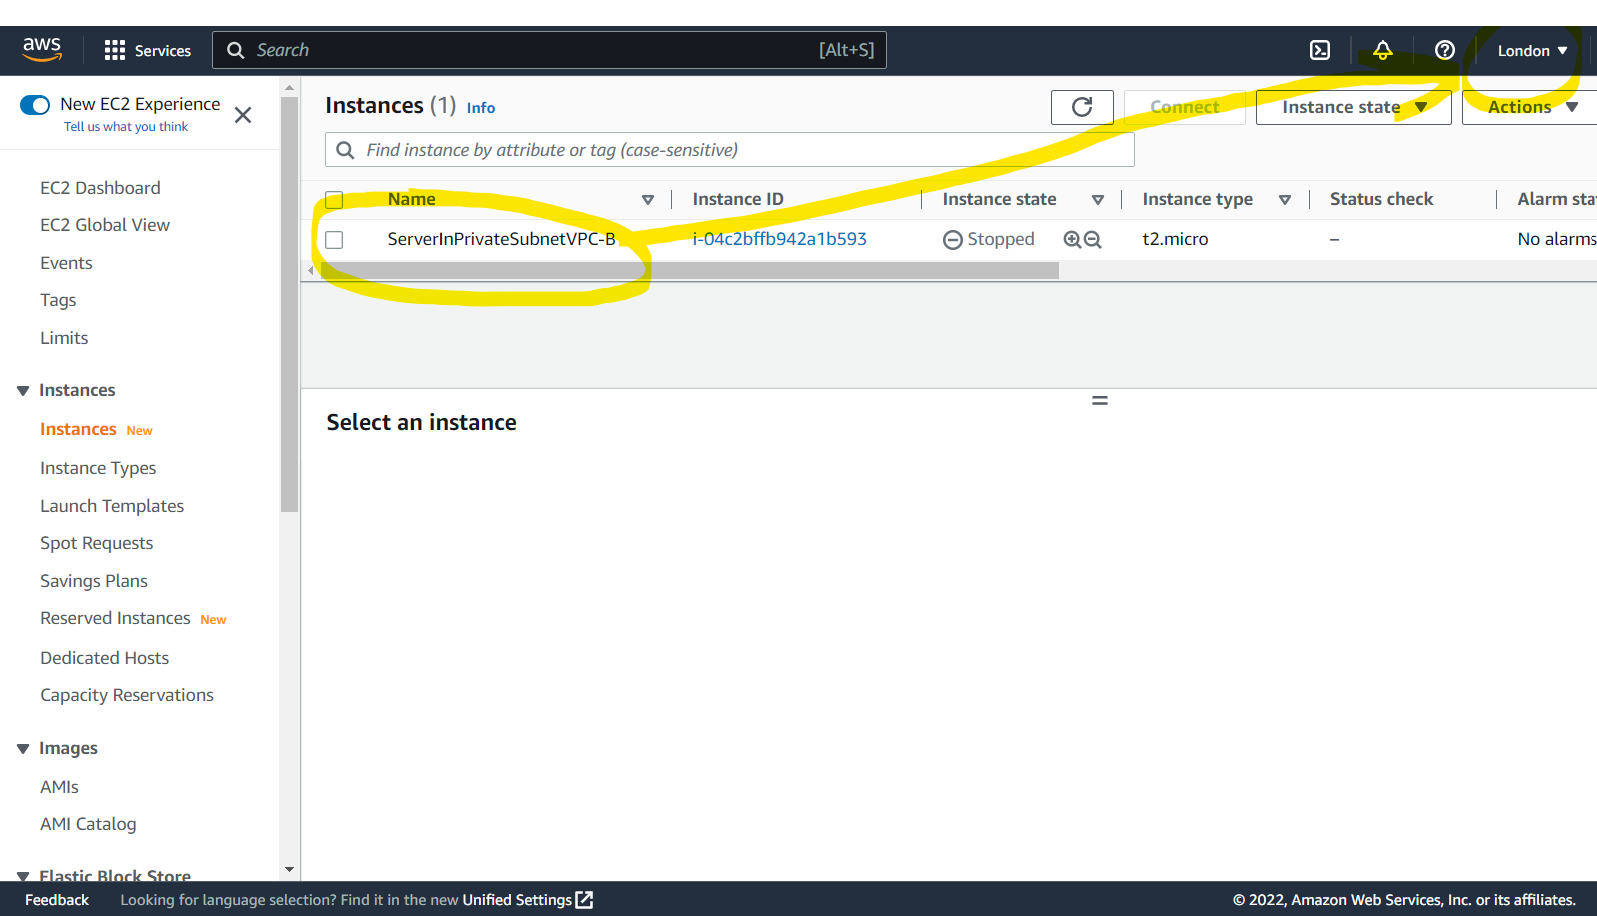 aws
Services
Search
[Alt+S]
London
New EC2 Experience
Tell us what you think
EC2 Dashboard
EC2 Global View
Events
Tags
Limits
Instances
Instances New
Instance Types
Launch Templates
Spot Requests
Savings Plans
Reserved Instances New
Dedicated Hosts
Capacity Reservations
Images
AMIs
AMI Catalog
Elastic Block Store
Instances (1) Info
Connect
Instance state
Actions
Find instance by attribute or tag (case-sensitive)
Name Instance ID Instance state Instance type Status check Alarm sta
ServerInPrivateSubnetVPC-B i-04c2bffb942a1b593 Stopped t2.micro – No alarms
Select an instance
Feedback Looking for language selection? Find it in the new Unified Settings © 2022, Amazon Web Services, Inc. or its affiliates.